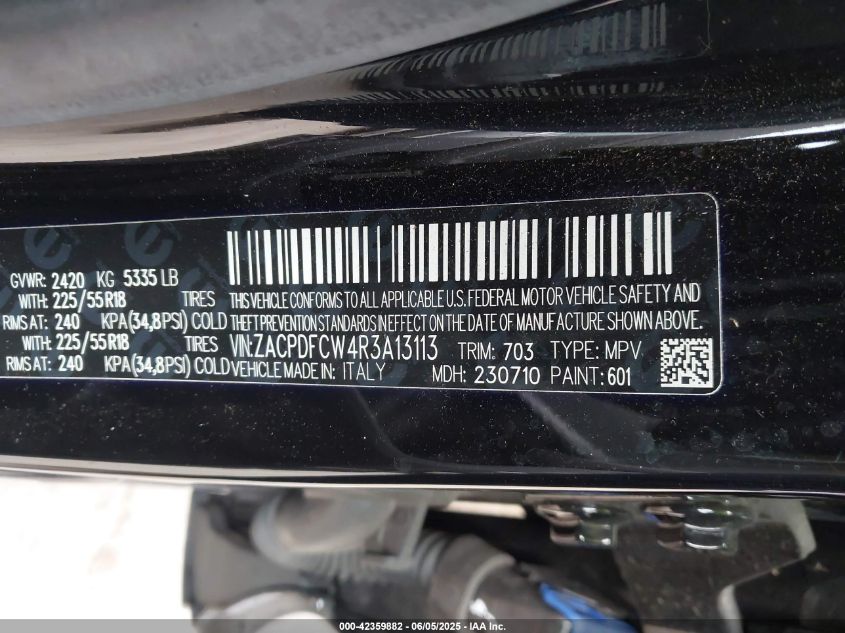 GVWR: 2420 KG 5335 LB
WITH: 225/55R18 TIRES
RIMS AT: 240 KPA(34,8PSI) COLD
WITH: 225/55R18 TIRES
RIMS AT: 240 KPA(34,8PSI) COLD
THIS VEHICLE CONFORMS TO ALL APPLICABLE U.S. FEDERAL MOTOR VEHICLE SAFETY AND
THEFT PREVENTION STANDARDS IN EFFECT ON THE DATE OF MANUFACTURE SHOWN ABOVE.
VIN: ZACPDFCW4R3A13113 TRIM: 703 TYPE: MPV
VEHICLE MADE IN: ITALY MDH: 230710 PAINT: 601
000-42359882 - 06/05/2025 - IAA